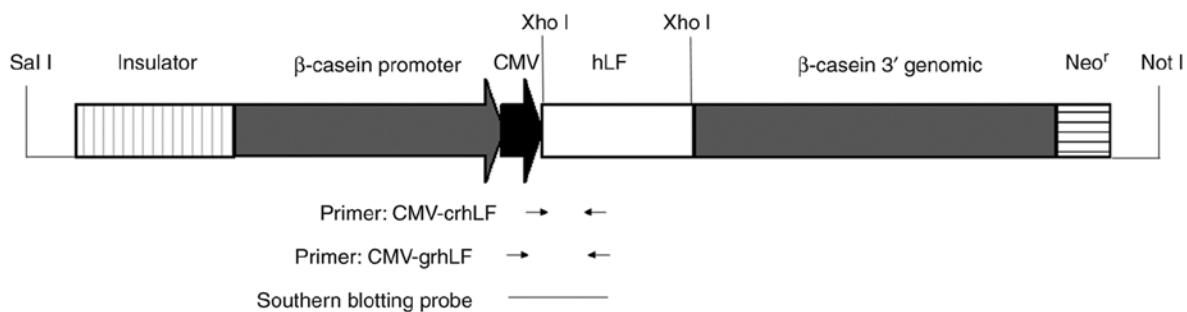 Xho I Xho I
Sal I Insulator β-casein promoter CMV hLF β-casein 3′ genomic Neoʳ Not I
Primer: CMV-crhLF
Primer: CMV-grhLF
Southern blotting probe